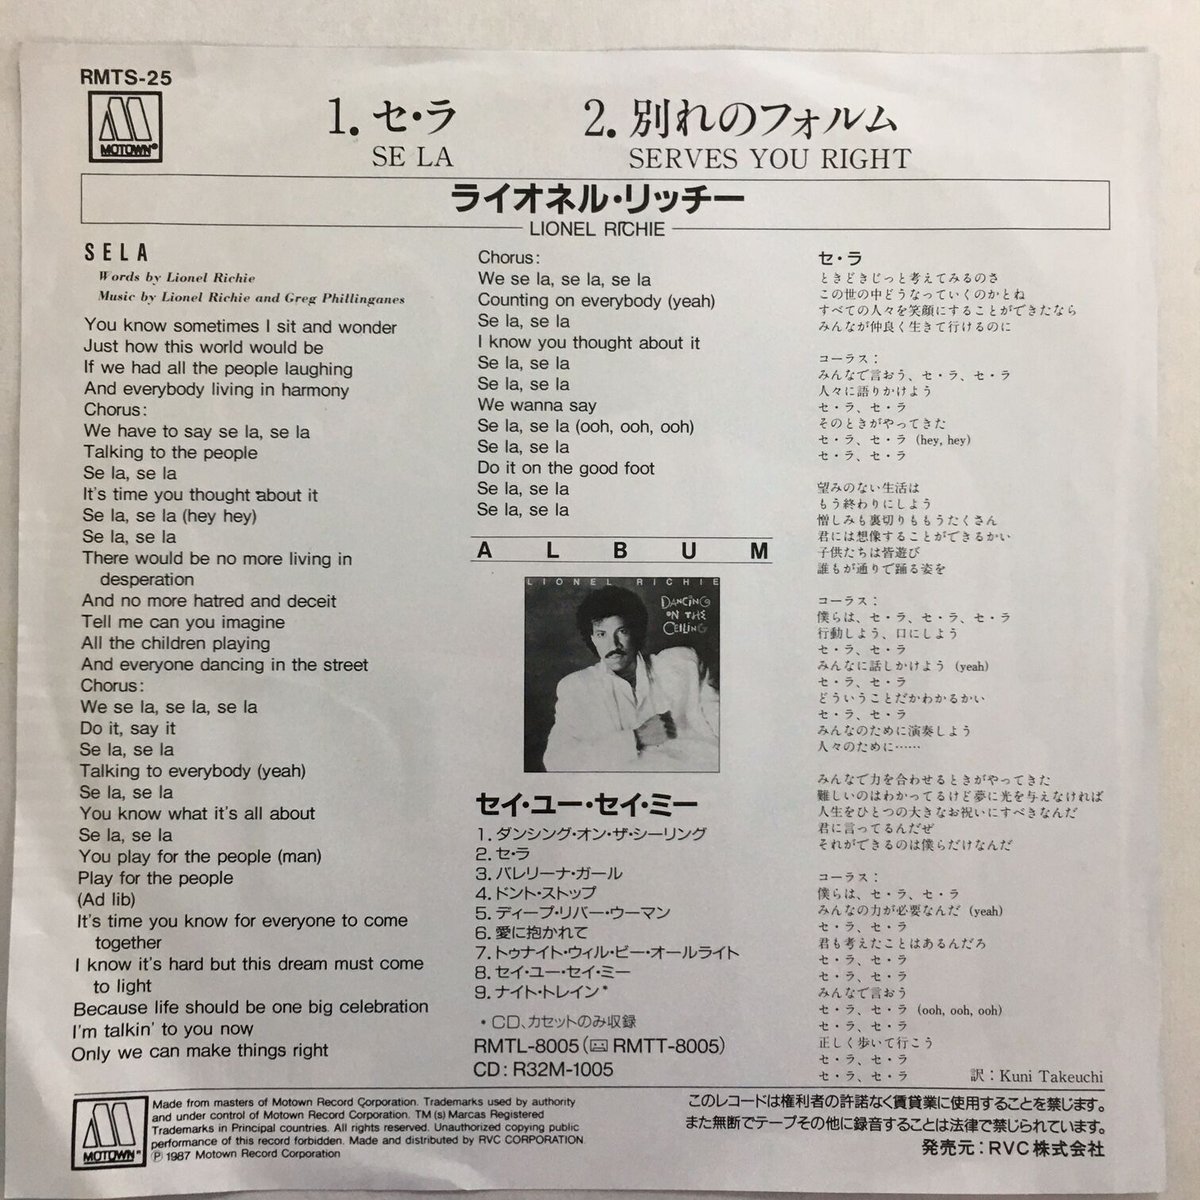 RMTS-25
MOTOWN®
1. セ・ラ
SE LA
2. 別れのフォルム
SERVES YOU RIGHT
ライオネル・リッチー
LIONEL RICHIE
SELA
Words by Lionel Richie
Music by Lionel Richie and Greg Phillinganes
You know sometimes I sit and wonder
Just how this world would be
If we had all the people laughing
And everybody living in harmony
Chorus:
We have to say se la, se la
Talking to the people
Se la, se la
It's time you thought about it
Se la, se la (hey hey)
Se la, se la
There would be no more living in
desperation
And no more hatred and deceit
Tell me can you imagine
All the children playing
And everyone dancing in the street
Chorus:
We se la, se la, se la
Do it, say it
Se la, se la
Talking to everybody (yeah)
Se la, se la
You know what it's all about
Se la, se la
You play for the people (man)
Play for the people
(Ad lib)
It's time you know for everyone to come
together
I know it's hard but this dream must come
to light
Because life should be one big celebration
I'm talkin' to you now
Only we can make things right
Chorus:
We se la, se la, se la
Counting on everybody (yeah)
Se la, se la
I know you thought about it
Se la, se la
Se la, se la
We wanna say
Se la, se la (ooh, ooh, ooh)
Se la, se la
Do it on the good foot
Se la, se la
Se la, se la
ALBUM
LIONEL RICHIE
DANCING
ON THE
CEILING
セイ・ユー・セイ・ミー
1. ダンシング・オン・ザ・シーリング
2. セ・ラ
3. バレリーナ・ガール
4. ドント・ストップ
5. ディープ・リバー・ウーマン
6. 愛に抱かれて
7. トゥナイト・ウィル・ビー・オールライト
8. セイ・ユー・セイ・ミー
9. ナイト・トレイン*
・CD、カセットのみ収録
RMTL-8005(RMTT-8005)
CD: R32M-1005
セ・ラ
ときどきじっと考えてみるのさ
この世の中どうなっていくのかとね
すべての人々を笑顔にすることができたなら
みんなが仲良く生きて行けるのに
コーラス:
みんなで言おう、セ・ラ、セ・ラ
人々に語りかけよう
セ・ラ、セ・ラ
そのときがやってきた
セ・ラ、セ・ラ (hey, hey)
セ・ラ、セ・ラ
望みのない生活は
もう終わりにしよう
憎しみも裏切りももうたくさん
君には想像することができるかい
子供たちは皆遊び
誰もが通りで踊る姿を
コーラス:
僕らは、セ・ラ、セ・ラ、セ・ラ
行動しよう、口にしよう
セ・ラ、セ・ラ
みんなに話しかけよう (yeah)
セ・ラ、セ・ラ
どういうことだかわかるかい
セ・ラ、セ・ラ
みんなのために演奏しよう
人々のために……
みんなで力を合わせるときがやってきた
難しいのはわかってるけど夢に光を与えなければ
人生をひとつの大きなお祝いにすべきなんだ
君に言ってるんだぜ
それができるのは僕らだけなんだ
コーラス:
僕らは、セ・ラ、セ・ラ
みんなの力が必要なんだ (yeah)
セ・ラ、セ・ラ
君も考えたことはあるんだろ
セ・ラ、セ・ラ
セ・ラ、セ・ラ
みんなで言おう
セ・ラ、セ・ラ (ooh, ooh, ooh)
セ・ラ、セ・ラ
正しく歩いて行こう
セ・ラ、セ・ラ
セ・ラ、セ・ラ
訳:Kuni Takeuchi
MOTOWN®
Made from masters of Motown Record Corporation. Trademarks used by authority
and under control of Motown Record Corporation. TM (s) Marcas Registered
Trademarks in Principal countries. All rights reserved. Unauthorized copying public
performance of this record forbidden. Made and distributed by RVC CORPORATION
Ⓟ 1987 Motown Record Corporation
このレコードは権利者の許諾なく賃貸業に使用することを禁じます。
また無断でテープその他に録音することは法律で禁じられています。
発売元:RVC株式会社